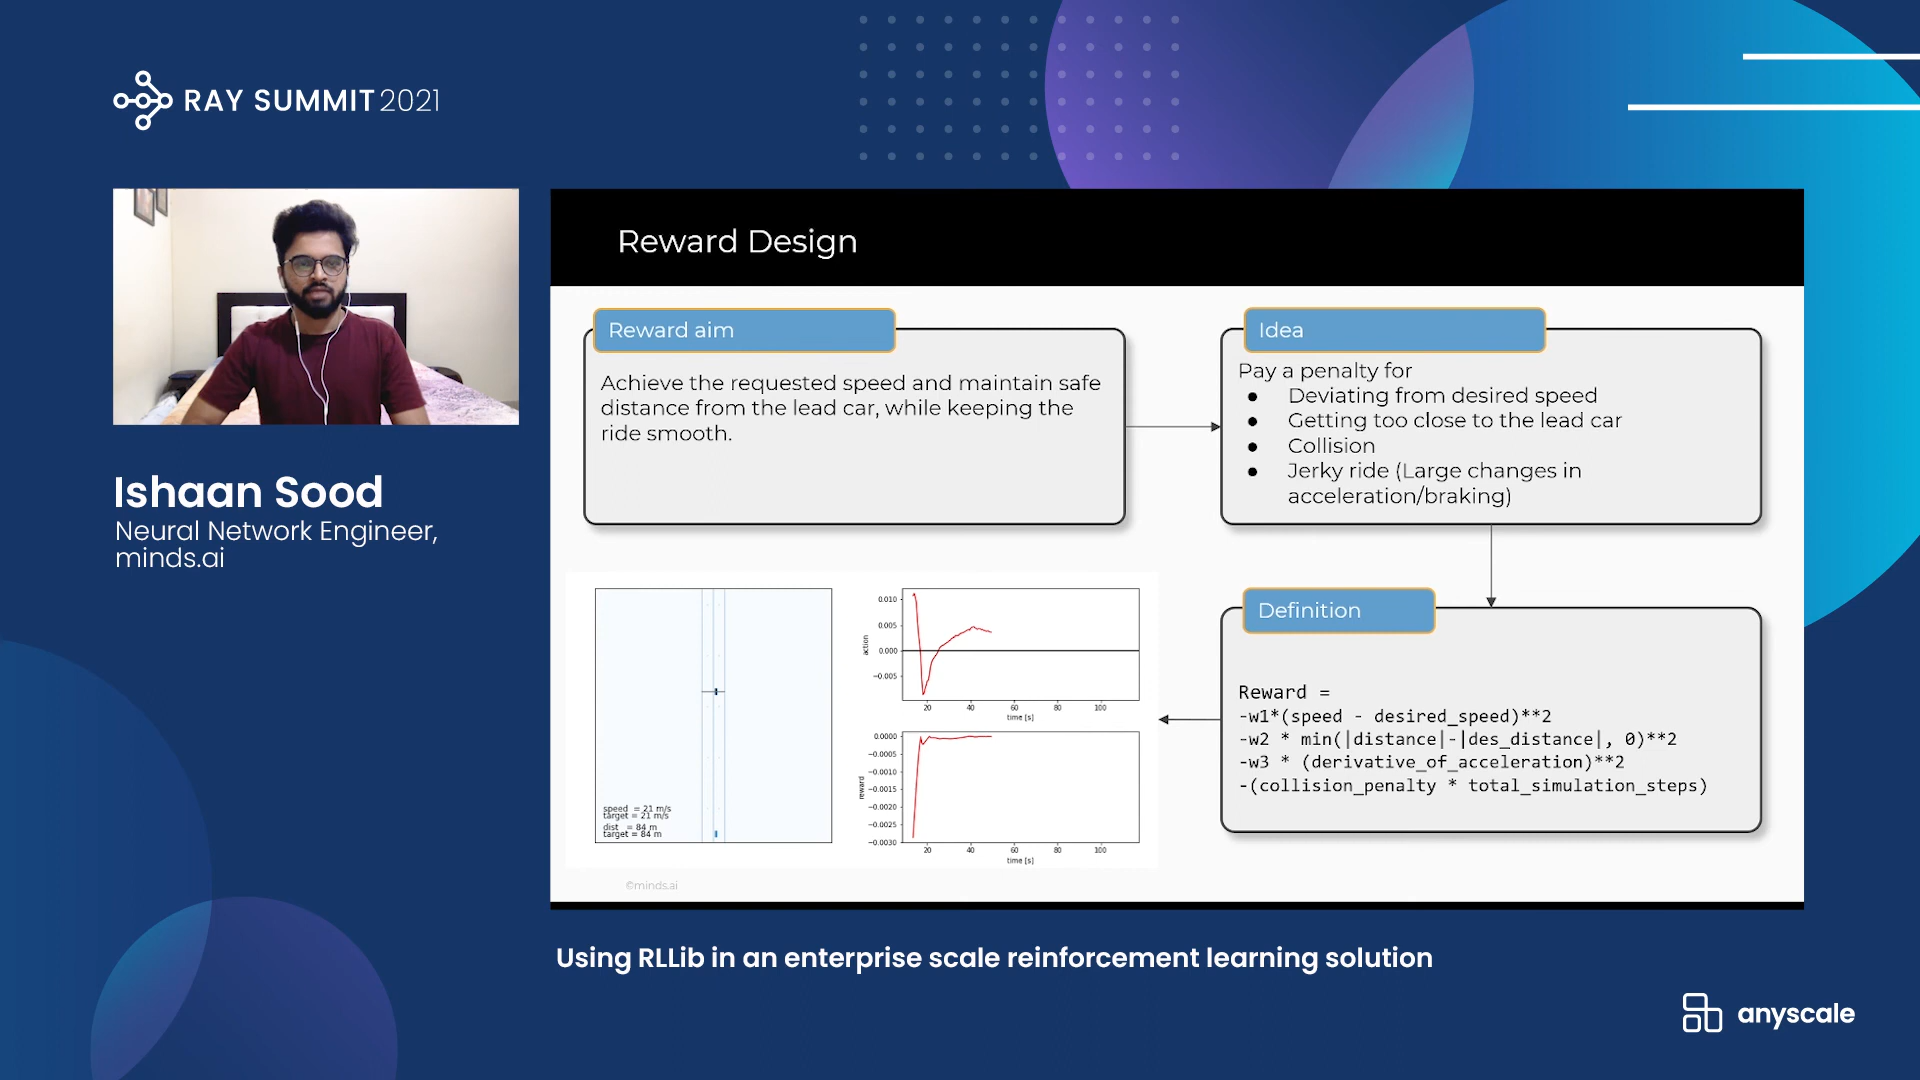 RAY SUMMIT 2021
Ishaan Sood
Neural Network Engineer,
minds.ai
Reward Design
Reward aim
Achieve the requested speed and maintain safe
distance from the lead car, while keeping the
ride smooth.
Idea
Pay a penalty for
● Deviating from desired speed
● Getting too close to the lead car
● Collision
● Jerky ride (Large changes in
acceleration/braking)
Definition
Reward =
-w1*(speed - desired_speed)**2
-w2 * min(|distance|-|des_distance|, 0)**2
-w3 * (derivative_of_acceleration)**2
-(collision_penalty * total_simulation_steps)
speed = 21 m/s
target = 21 m/s
dist = 84 m
target = 84 m
action
0.010
0.005
0.000
−0.005
20 40 60 80 100
time [s]
reward
0.0000
−0.0005
−0.0010
−0.0015
−0.0020
−0.0025
−0.0030
20 40 60 80 100
time [s]
©minds.ai
Using RLLib in an enterprise scale reinforcement learning solution
anyscale